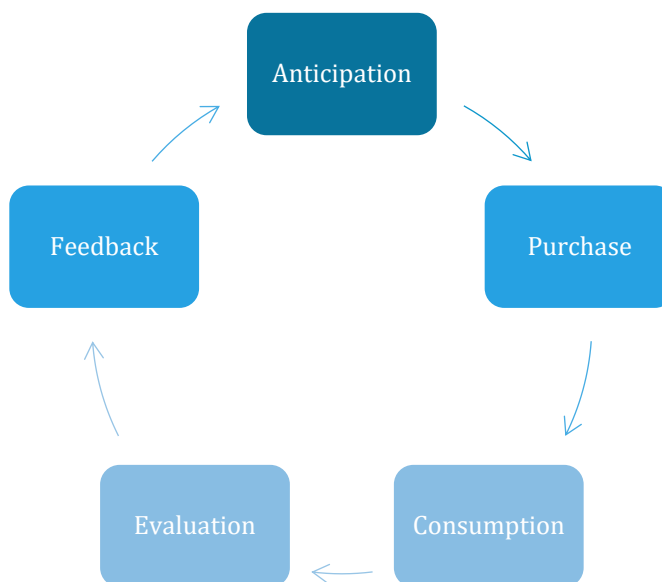 Anticipation
Purchase
Consumption
Evaluation
Feedback